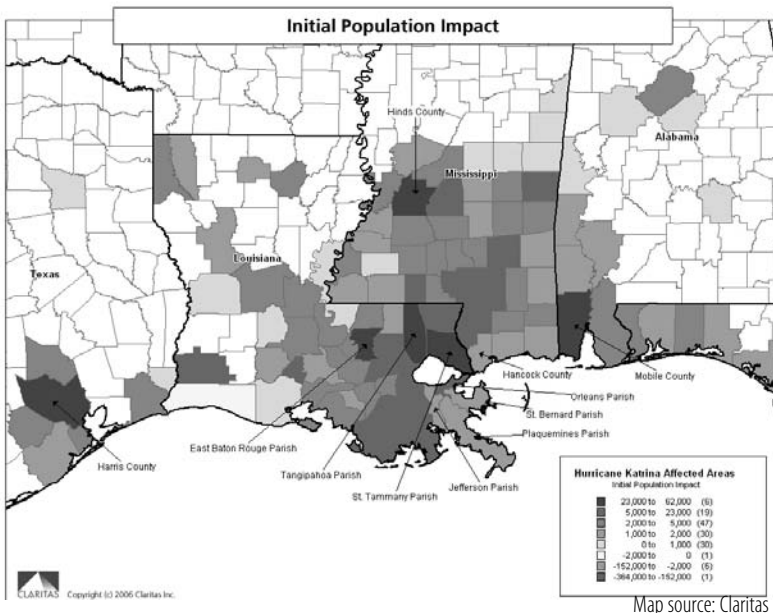 Initial Population Impact
Hinds County
Alabama
Mississippi
Louisiana
Texas
Hancock County
Mobile County
Orleans Parish
St. Bernard Parish
East Baton Rouge Parish
Plaquemines Parish
Harris County
Tangipahoa Parish
Jefferson Parish
St. Tammany Parish
Hurricane Katrina Affected Areas
Initial Population Impact
23,000 to 62,000 (6)
5,000 to 23,000 (19)
2,000 to 5,000 (47)
1,000 to 2,000 (30)
0 to 1,000 (30)
-2,000 to 0 (1)
-152,000 to -2,000 (5)
-364,000 to -152,000 (1)
CLARITAS Copyright (c) 2006 Claritas Inc.
Map source: Claritas